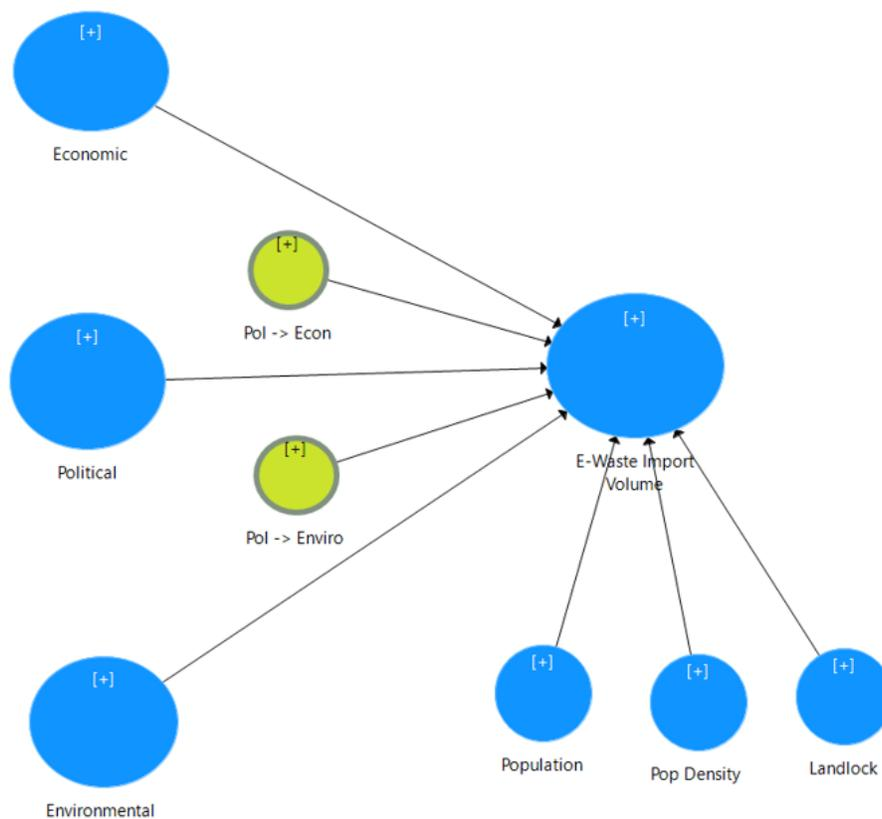 [+]
Economic
[+]
Pol -> Econ
[+]
E-Waste Import
Volume
[+]
Political
[+]
Pol -> Enviro
[+]
Environmental
[+]
Population
[+]
Pop Density
[+]
Landlock